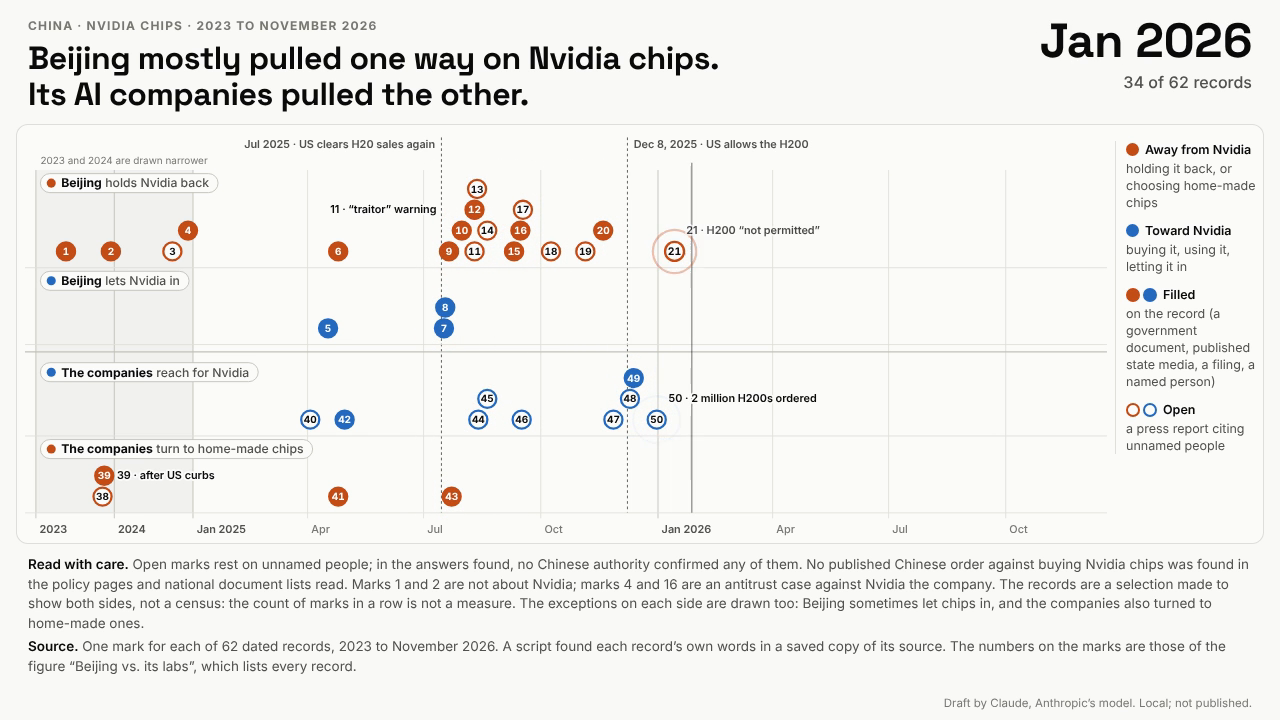 CHINA · NVIDIA CHIPS · 2023 TO NOVEMBER 2026
Beijing mostly pulled one way on Nvidia chips.
Its AI companies pulled the other.
Jan 2026
34 of 62 records
Jul 2025 · US clears H20 sales again
Dec 8, 2025 · US allows the H200
2023 and 2024 are drawn narrower
Beijing holds Nvidia back
13
11 · “traitor” warning
12
17
4
10
14
16
20
21 · H200 “not permitted”
1
2
3
6
9
11
15
18
19
21
Beijing lets Nvidia in
8
5
7
The companies reach for Nvidia
49
45
48
50 · 2 million H200s ordered
40
42
44
46
47
50
The companies turn to home-made chips
39
39 · after US curbs
38
41
43
2023
2024
Jan 2025
Apr
Jul
Oct
Jan 2026
Apr
Jul
Oct
Away from Nvidia
holding it back, or
choosing home-made
chips
Toward Nvidia
buying it, using it,
letting it in
Filled
on the record (a
government
document, published
state media, a filing, a
named person)
Open
a press report citing
unnamed people
Read with care. Open marks rest on unnamed people; in the answers found, no Chinese authority confirmed any of them. No published Chinese order against buying Nvidia chips was found in
the policy pages and national document lists read. Marks 1 and 2 are not about Nvidia; marks 4 and 16 are an antitrust case against Nvidia the company. The records are a selection made to
show both sides, not a census: the count of marks in a row is not a measure. The exceptions on each side are drawn too: Beijing sometimes let chips in, and the companies also turned to
home-made ones.
Source. One mark for each of 62 dated records, 2023 to November 2026. A script found each record’s own words in a saved copy of its source. The numbers on the marks are those of the
figure “Beijing vs. its labs”, which lists every record.
Draft by Claude, Anthropic’s model. Local; not published.